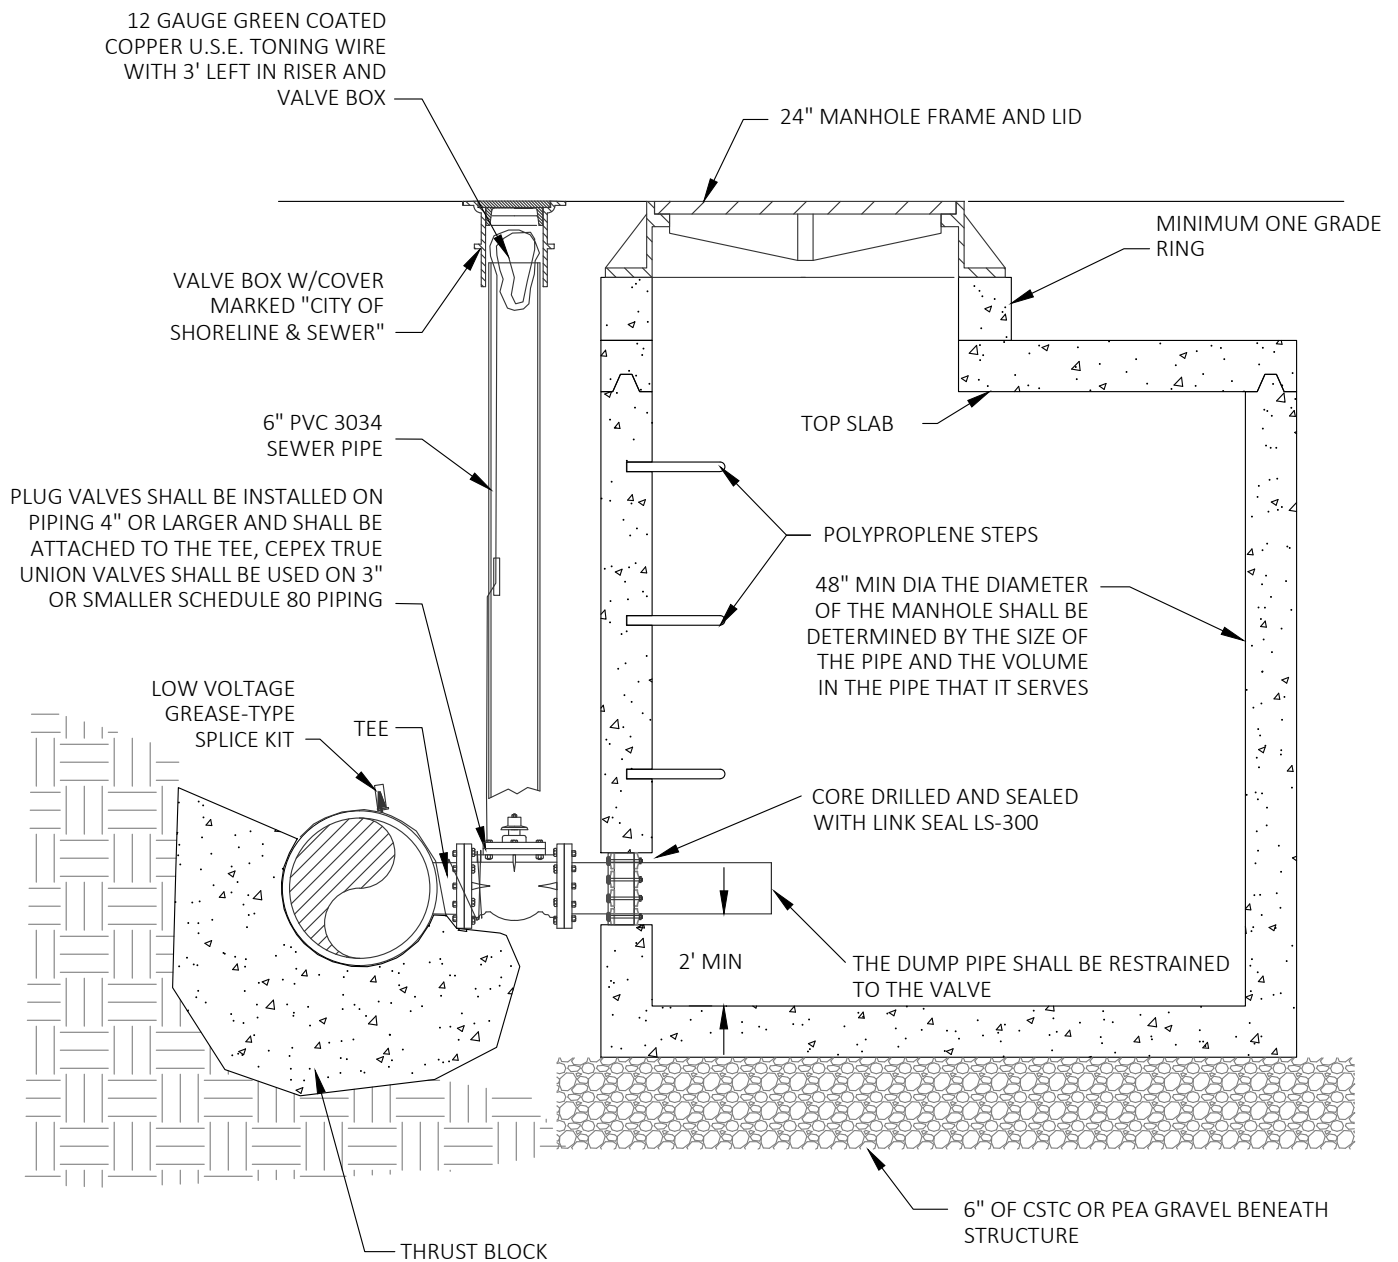 12 GAUGE GREEN COATED
COPPER U.S.E. TONING WIRE
WITH 3' LEFT IN RISER AND
VALVE BOX
24" MANHOLE FRAME AND LID
MINIMUM ONE GRADE
RING
VALVE BOX W/COVER
MARKED "CITY OF
SHORELINE & SEWER"
6" PVC 3034
SEWER PIPE
TOP SLAB
PLUG VALVES SHALL BE INSTALLED ON
PIPING 4" OR LARGER AND SHALL BE
ATTACHED TO THE TEE, CEPEX TRUE
UNION VALVES SHALL BE USED ON 3"
OR SMALLER SCHEDULE 80 PIPING
POLYPROPLENE STEPS
48" MIN DIA THE DIAMETER
OF THE MANHOLE SHALL BE
DETERMINED BY THE SIZE OF
THE PIPE AND THE VOLUME
IN THE PIPE THAT IT SERVES
LOW VOLTAGE
GREASE-TYPE
SPLICE KIT
TEE
CORE DRILLED AND SEALED
WITH LINK SEAL LS-300
2' MIN
THE DUMP PIPE SHALL BE RESTRAINED
TO THE VALVE
6" OF CSTC OR PEA GRAVEL BENEATH
STRUCTURE
THRUST BLOCK